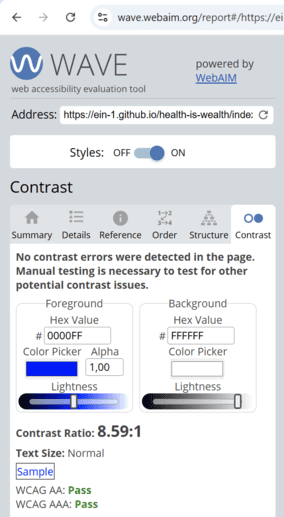 wave.webaim.org/report#/https://ei
WAVE
web accessibility evaluation tool
powered by
WebAIM
Address: https://ein-1.github.io/health-is-wealth/inde
Styles: OFF ON
Contrast
Summary Details Reference Order Structure Contrast
No contrast errors were detected in the page.
Manual testing is necessary to test for other
potential contrast issues.
Foreground
Hex Value
# 0000FF
Color Picker Alpha
1,00
Lightness
Background
Hex Value
# FFFFFF
Color Picker
Lightness
Contrast Ratio: 8.59:1
Text Size: Normal
Sample
WCAG AA: Pass
WCAG AAA: Pass